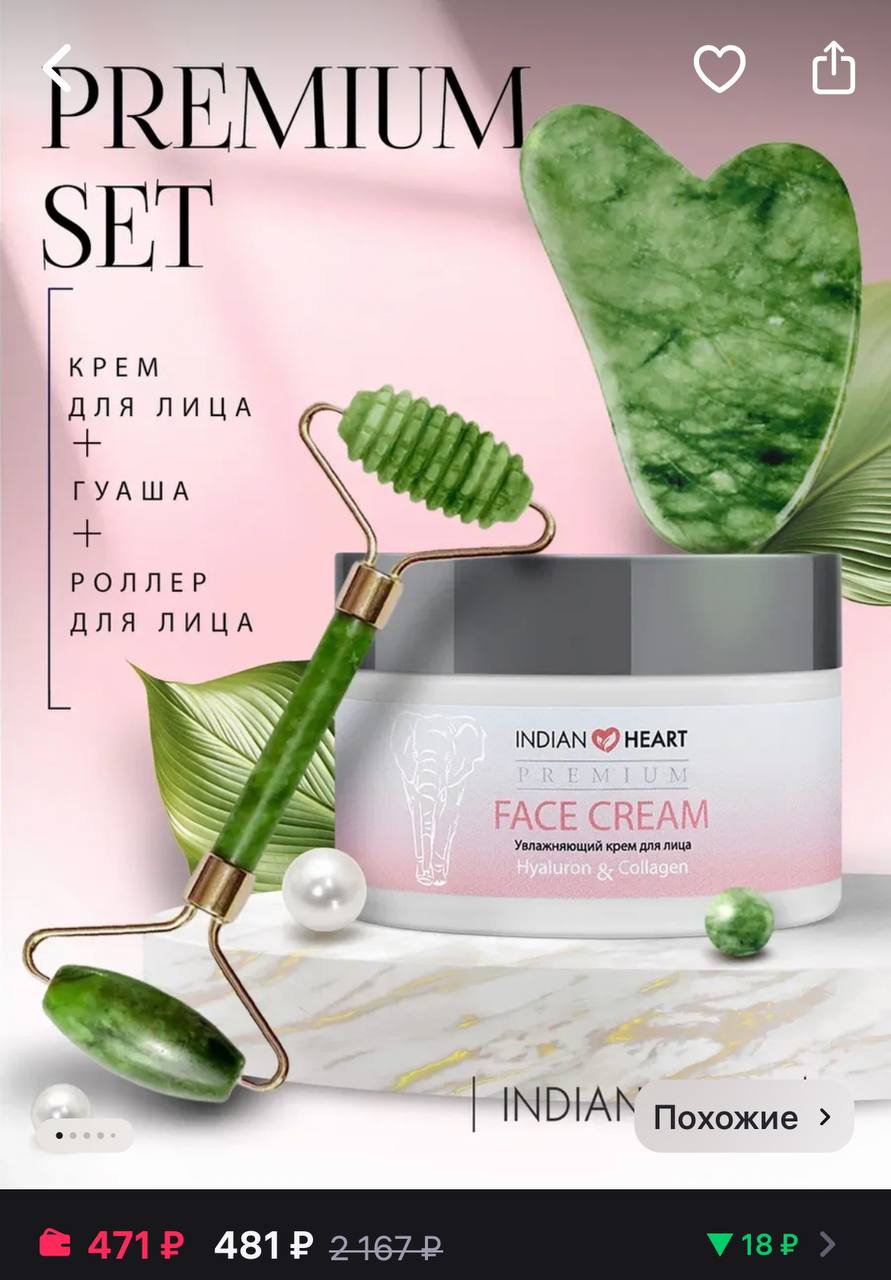 PREMIUM
SET
КРЕМ
ДЛЯ ЛИЦА
+
ГУАША
+
РОЛЛЕР
ДЛЯ ЛИЦА
INDIAN HEART
PREMIUM
FACE CREAM
Увлажняющий крем для лица
Hyaluron & Collagen
INDIAN
Похожие
471 ₽ 481 ₽ 2 167 ₽ 18 ₽